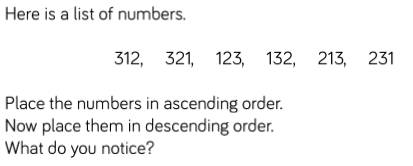 Here is a list of numbers.
312, 321, 123, 132, 213, 231
Place the numbers in ascending order.
Now place them in descending order.
What do you notice?